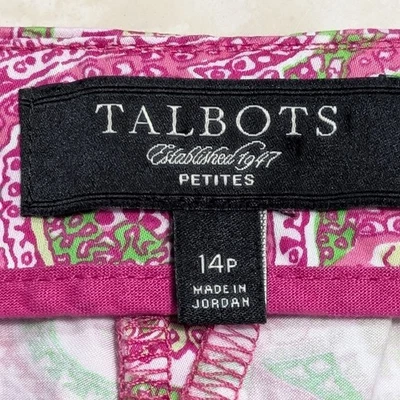 TALBOTS
Established 1947
PETITES
14P
MADE IN
JORDAN